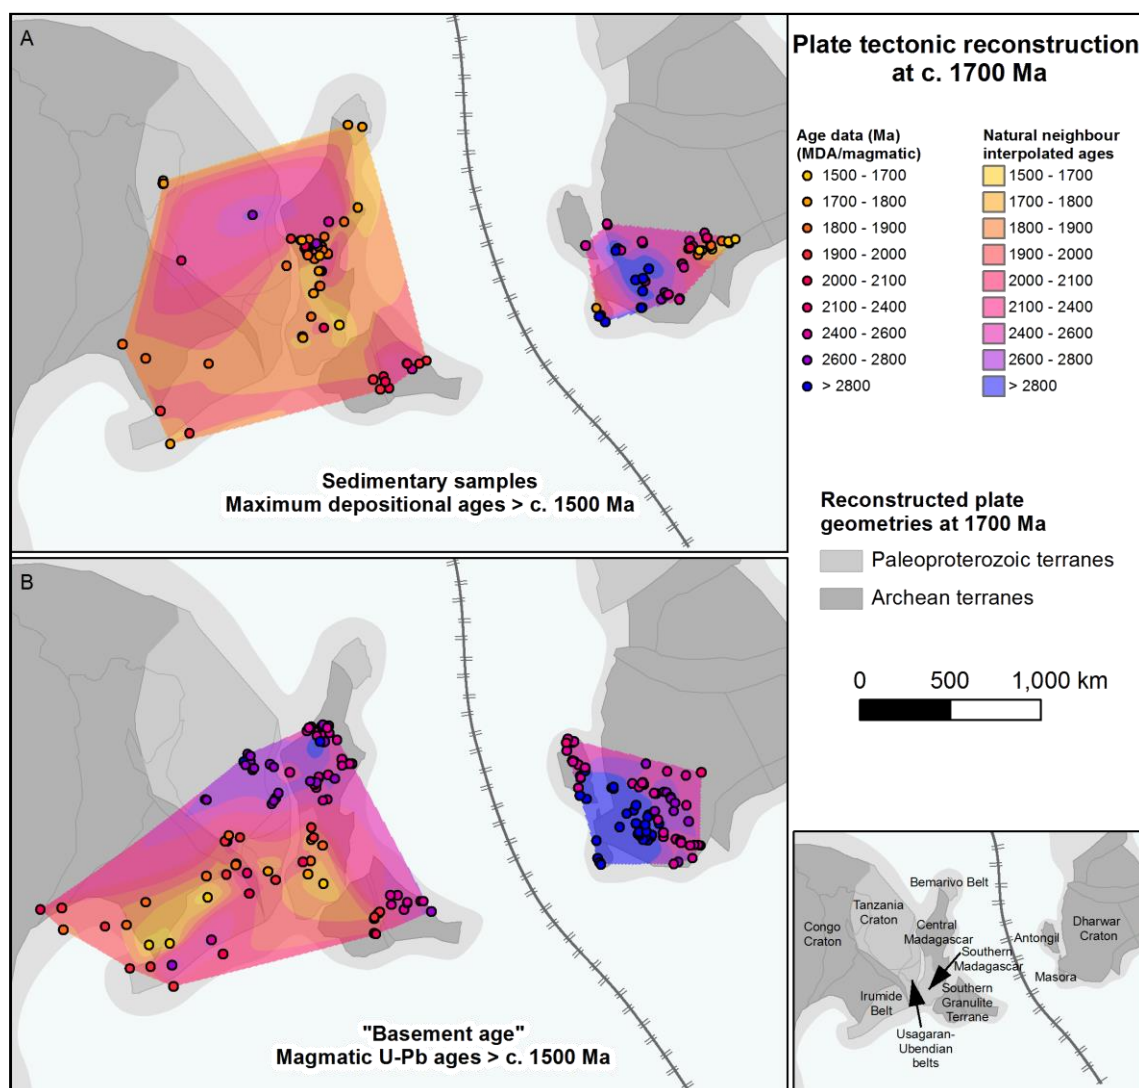 A
Sedimentary samples
Maximum depositional ages > c. 1500 Ma
B
"Basement age"
Magmatic U-Pb ages > c. 1500 Ma
Plate tectonic reconstruction
at c. 1700 Ma
Age data (Ma)
(MDA/magmatic)
1500 - 1700
1700 - 1800
1800 - 1900
1900 - 2000
2000 - 2100
2100 - 2400
2400 - 2600
2600 - 2800
> 2800
Natural neighbour
interpolated ages
1500 - 1700
1700 - 1800
1800 - 1900
1900 - 2000
2000 - 2100
2100 - 2400
2400 - 2600
2600 - 2800
> 2800
Reconstructed plate
geometries at 1700 Ma
Paleoproterozoic terranes
Archean terranes
0 500 1,000 km
Bemarivo Belt
Tanzania
Craton
Congo
Craton
Central
Madagascar
Antongil
Dharwar
Craton
Southern
Madagascar
Masora
Irumide
Belt
Southern
Granulite
Terrane
Usagaran-
Ubendian
belts